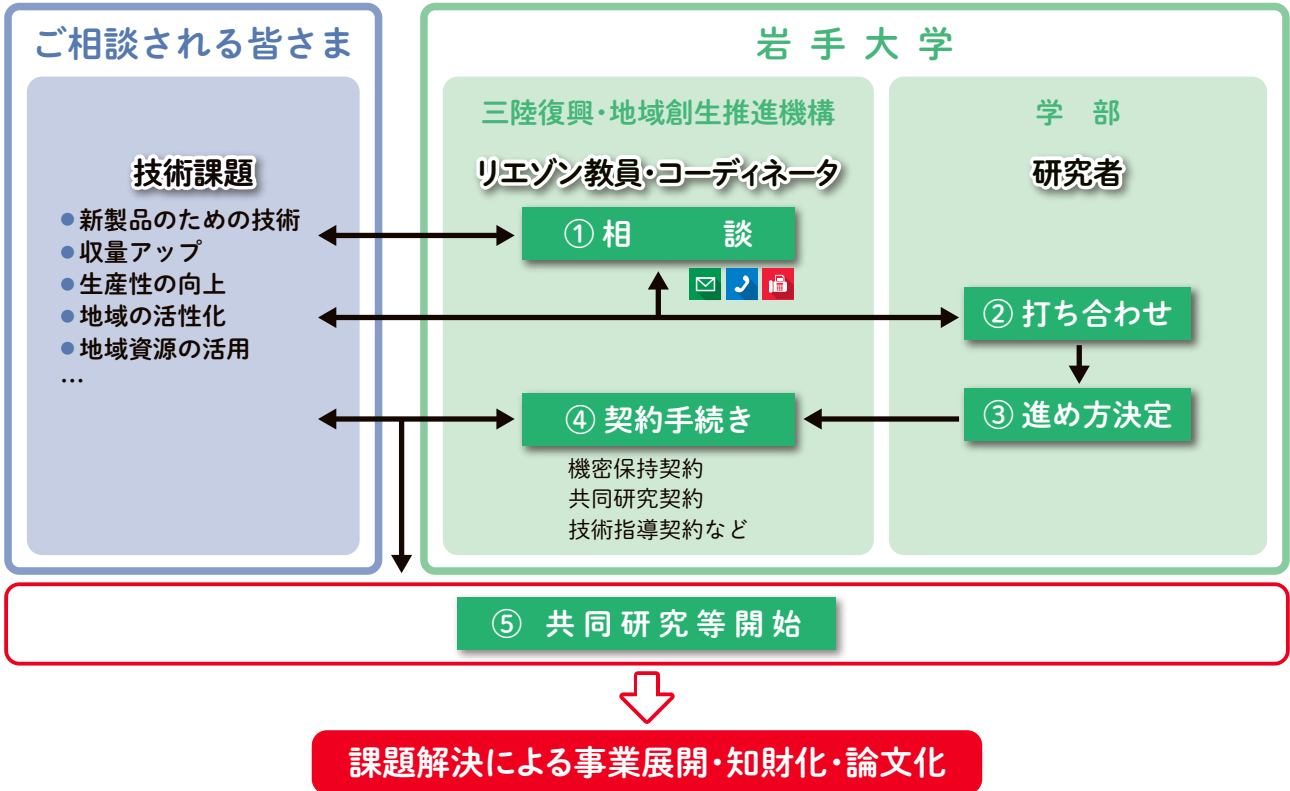 ご相談される皆さま
技術課題
●新製品のための技術
●収量アップ
●生産性の向上
●地域の活性化
●地域資源の活用
…
岩手大学
三陸復興・地域創生推進機構
リエゾン教員・コーディネータ
①相　談
④契約手続き
機密保持契約
共同研究契約
技術指導契約など
学　部
研究者
②打ち合わせ
③進め方決定
⑤ 共同研究等開始
課題解決による事業展開・知財化・論文化